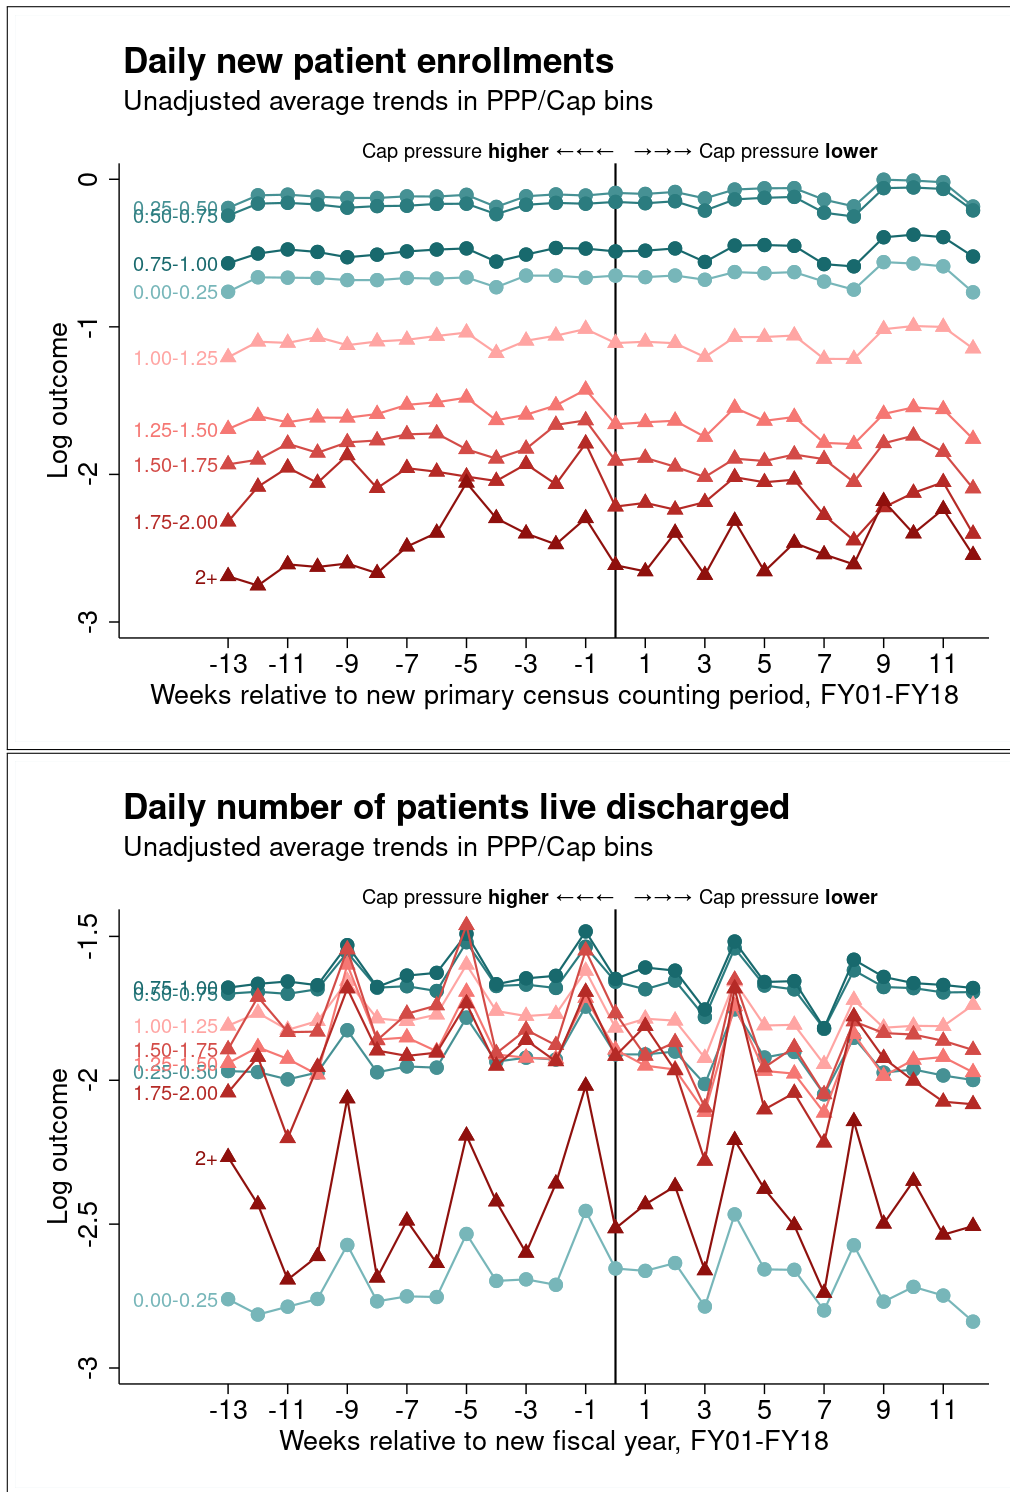 Daily new patient enrollments
Unadjusted average trends in PPP/Cap bins
Cap pressure higher ←←← →→→ Cap pressure lower
0
0.25-0.50
0.50-0.75
0.75-1.00
0.00-0.25
-1
1.00-1.25
1.25-1.50
1.50-1.75
-2
1.75-2.00
2+
-3
Log outcome
-13 -11 -9 -7 -5 -3 -1 1 3 5 7 9 11
Weeks relative to new primary census counting period, FY01-FY18
Daily number of patients live discharged
Unadjusted average trends in PPP/Cap bins
Cap pressure higher ←←← →→→ Cap pressure lower
-1.5
0.75-1.00
0.50-0.75
1.00-1.25
1.50-1.75
1.25-1.50
0.25-0.50
-2
1.75-2.00
2+
-2.5
0.00-0.25
-3
Log outcome
-13 -11 -9 -7 -5 -3 -1 1 3 5 7 9 11
Weeks relative to new fiscal year, FY01-FY18